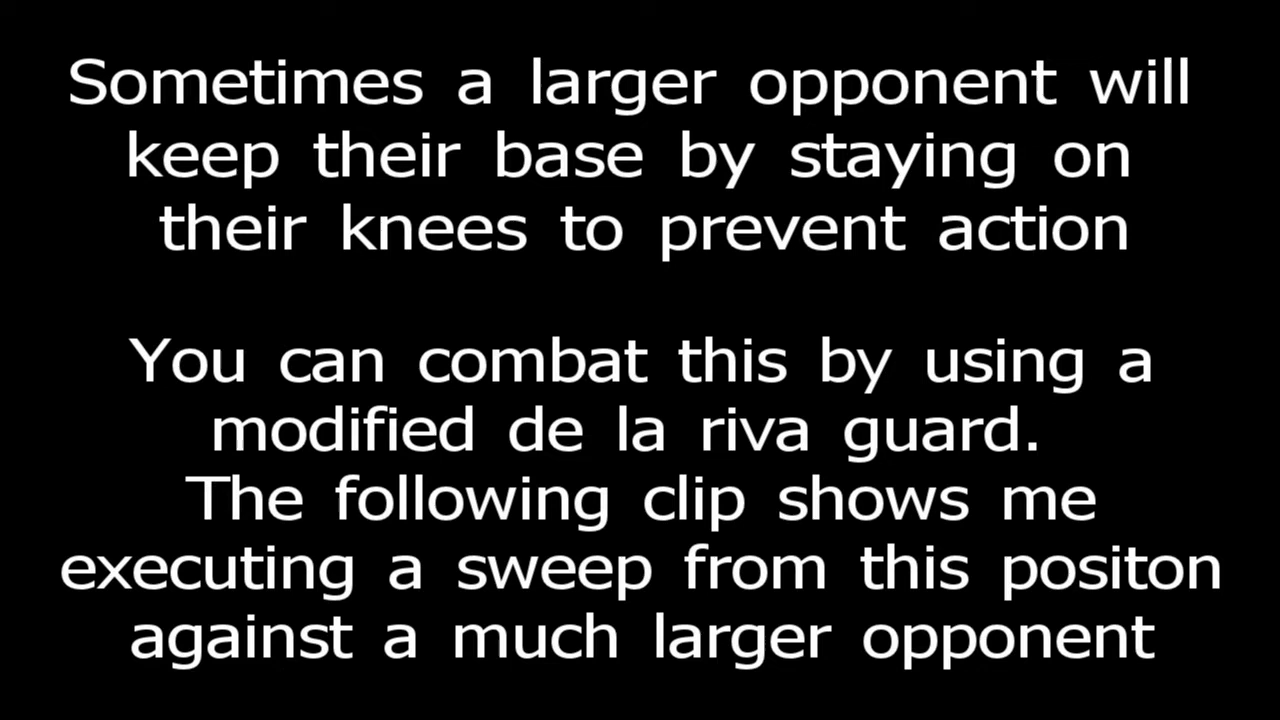 Sometimes a larger opponent will
keep their base by staying on
their knees to prevent action
You can combat this by using a
modified de la riva guard.
The following clip shows me
executing a sweep from this positon
against a much larger opponent